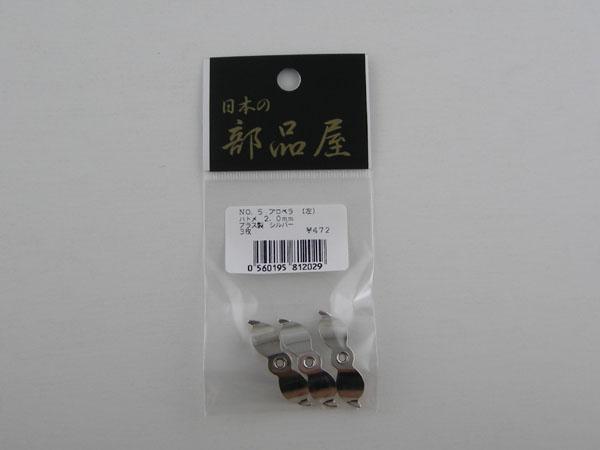 日本の
部品屋
NO.5 プロペラ (左)
ハトメ 2.0mm
ブラス製 シルバー
3枚 ¥472
0 560195 812029